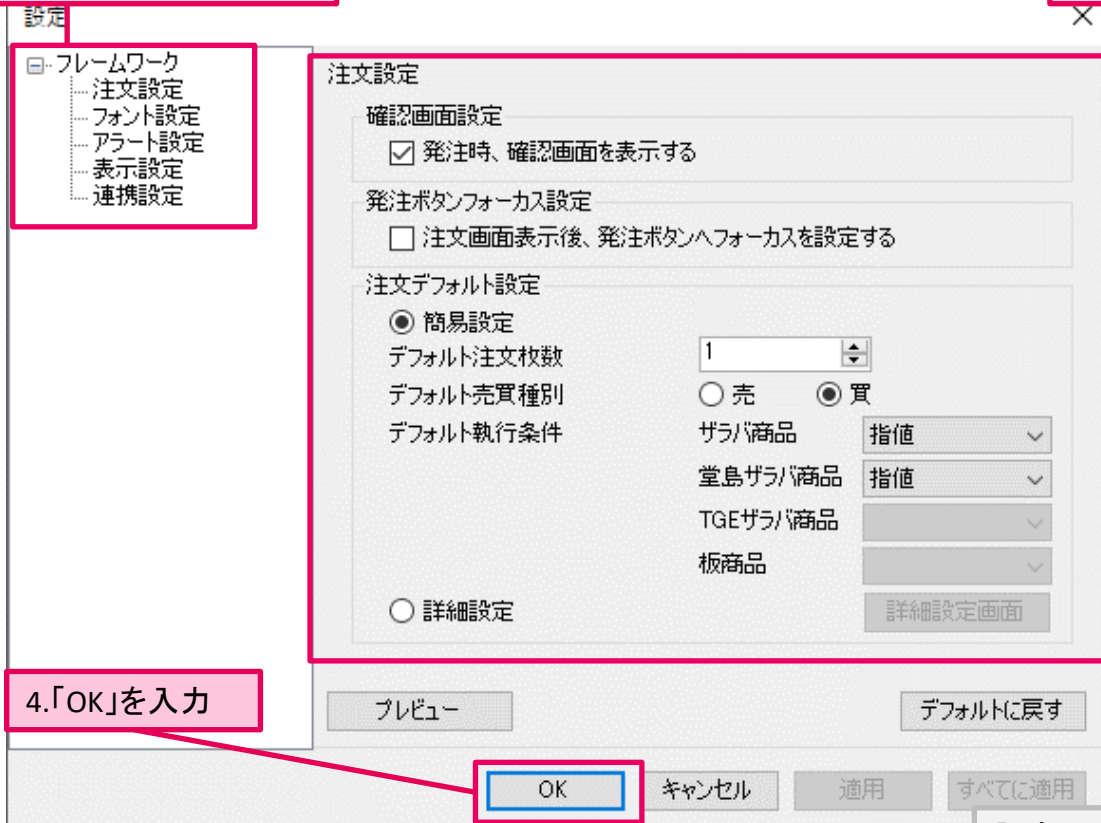 設定
フレームワーク
注文設定
フォント設定
アラート設定
表示設定
連携設定
注文設定
確認画面設定
発注時、確認画面を表示する
発注ボタンフォーカス設定
注文画面表示後、発注ボタンへフォーカスを設定する
注文デフォルト設定
簡易設定
デフォルト注文枚数 1
デフォルト売買種別 売 買
デフォルト執行条件 ザラバ商品 指値
堂島ザラバ商品 指値
TGEザラバ商品
板商品
詳細設定 詳細設定画面
4.「OK」を入力
プレビュー デフォルトに戻す
OK キャンセル 適用 すべてに適用